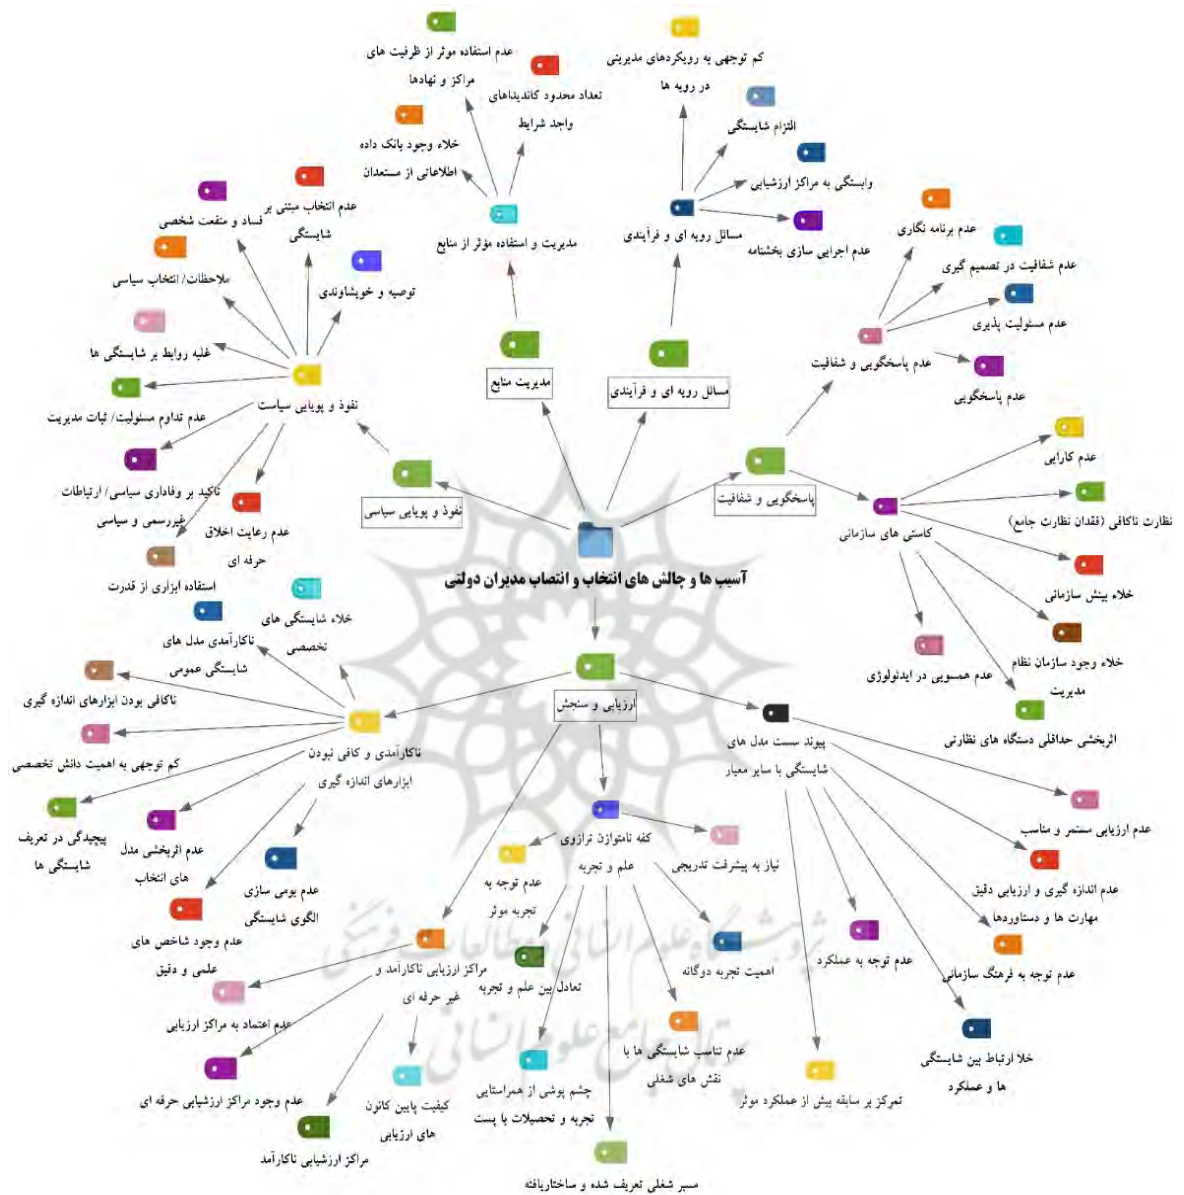 عدم استفاده موثر از ظرفیت های
مراکز و نهادها
کم توجهی به رویکردهای مدیریتی
در رویه ها
تعداد محدود کاندیداهای
واجد شرایط
التزام شایستگی
خلاء وجود بانک داده
اطلاعاتی از مستعدان
وابستگی به مراکز ارزشیابی
عدم اجرایی سازی بخشنامه
مسائل رویه ای و فرآیندی
مدیریت و استفاده مؤثر از منابع
عدم انتخاب مبتنی بر
شایستگی
فساد و منفعت شخصی
ملاحظات/ انتخاب سیاسی
توصیه و خویشاوندی
غلبه روابط بر شایستگی ها
عدم تداوم مسئولیت/ ثبات مدیریت
نفوذ و پویایی سیاست
تاکید بر وفاداری سیاسی/ ارتباطات
غیررسمی و سیاسی
عدم رعایت اخلاق
حرفه ای
استفاده ابزاری از قدرت
عدم برنامه نگاری
عدم شفافیت در تصمیم گیری
عدم مسئولیت پذیری
عدم پاسخگویی و شفافیت
عدم پاسخگویی
مدیریت منابع
مسائل رویه ای و فرآیندی
پاسخگویی و شفافیت
نفوذ و پویایی سیاسی
عدم کارایی
نظارت ناکافی (فقدان نظارت جامع)
کاستی های سازمانی
خلاء بینش سازمانی
خلاء وجود سازمان نظام
مدیریت
عدم همسویی در ایدئولوژی
اثربخشی حداقلی دستگاه های نظارتی
آسیب ها و چالش های انتخاب و انتصاب مدیران دولتی
ارزیابی و سنجش
خلاء شایستگی های
تخصصی
ناکارآمدی مدل های
شایستگی عمومی
ناکافی بودن ابزارهای اندازه گیری
کم توجهی به اهمیت دانش تخصصی
ناکارآمدی و کافی نبودن
ابزارهای اندازه گیری
پیچیدگی در تعریف
شایستگی ها
عدم اثربخشی مدل
های انتخاب
عدم بومی سازی
الگوی شایستگی
عدم وجود شاخص های
علمی و دقیق
پیوند سست مدل های
شایستگی با سایر معیار
عدم ارزیابی مستمر و مناسب
عدم اندازه گیری و ارزیابی دقیق
مهارت ها و دستاوردها
عدم توجه به فرهنگ سازمانی
عدم توجه به عملکرد
خلا ارتباط بین شایستگی
ها و عملکرد
تمرکز بر سابقه بیش از عملکرد موثر
کفه نامتوازن ترازوی
علم و تجربه
نیاز به پیشرفت تدریجی
عدم توجه به
تجربه موثر
اهمیت تجربه دوگانه
تعادل بین علم و تجربه
عدم تناسب شایستگی ها با
نقش های شغلی
چشم پوشی از همراستایی
تجربه و تحصیلات با پست
مسیر شغلی تعریف شده و ساختاریافته
مراکز ارزیابی ناکارآمد و
غیر حرفه ای
عدم اعتماد به مراکز ارزیابی
عدم وجود مراکز ارزشیابی حرفه ای
کیفیت پایین کانون
های ارزیابی
مراکز ارزشیابی ناکارآمد
پژوهشگاه علوم انسانی و مطالعات فرهنگی
پرتال جامع علوم انسانی